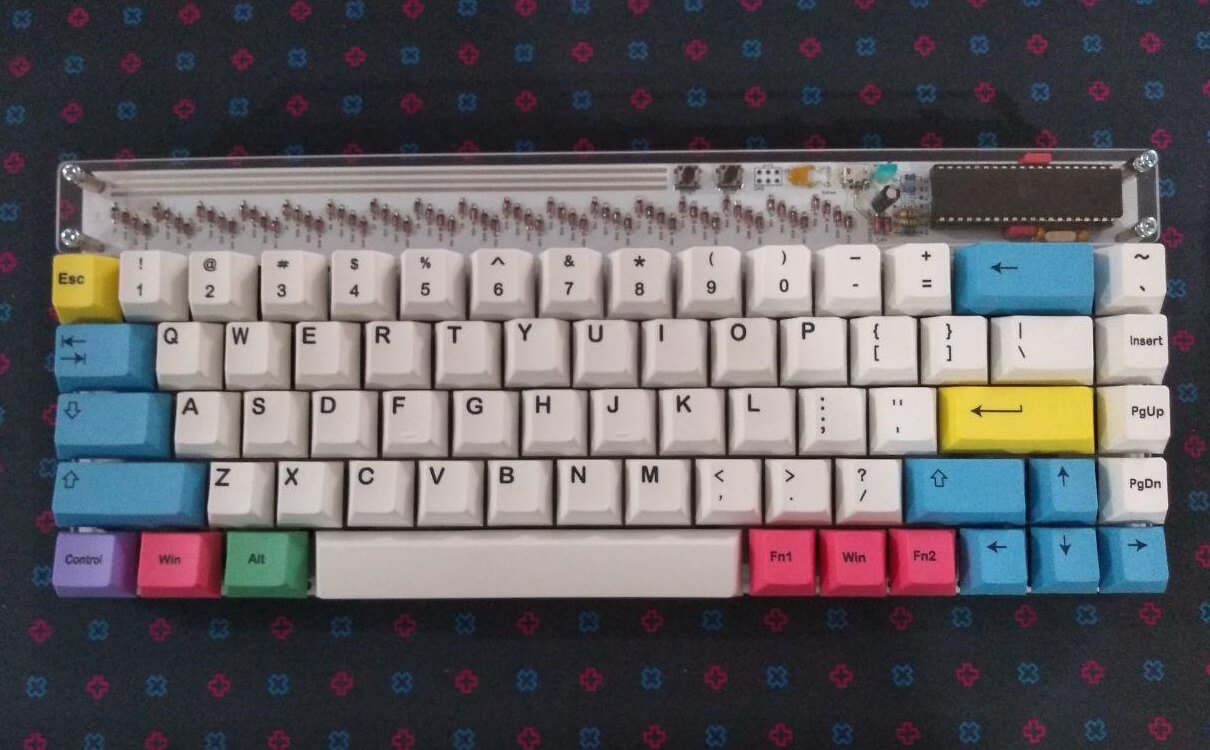 Esc ! 1 @ 2 # 3 $ 4 % 5 ^ 6 & 7 * 8 ( 9 ) 0 _ - + = ← ~ `
⇤ ⇥ Q W E R T Y U I O P { [ } ] | \ Insert
⇩ A S D F G H J K L : ; " ' ↵ PgUp
⇧ Z X C V B N M < , > . ? / ⇧ ↑ PgDn
Control Win Alt Fn1 Win Fn2 ← ↓ →